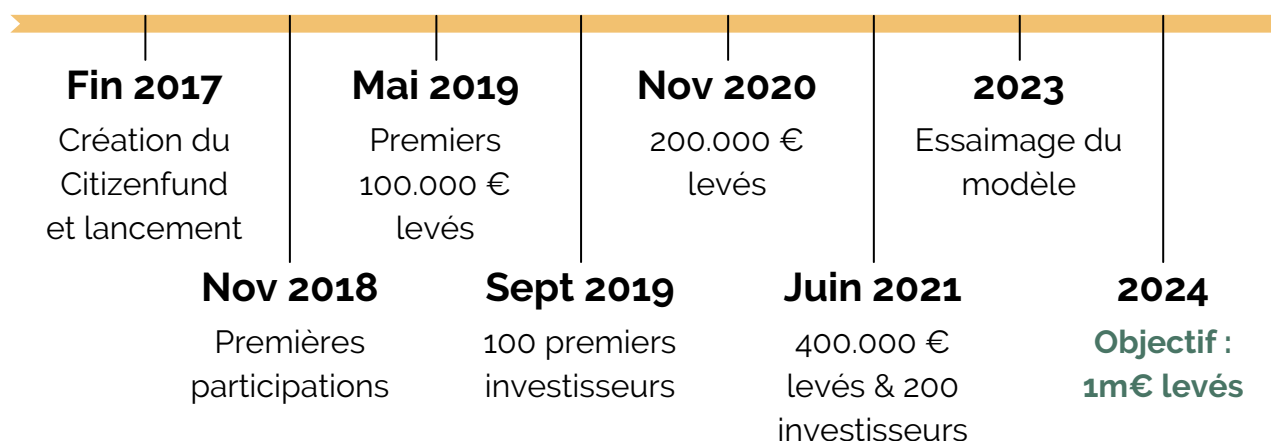 Fin 2017
Création du
Citizenfund
et lancement
Nov 2018
Premières
participations
Mai 2019
Premiers
100.000 €
levés
Sept 2019
100 premiers
investisseurs
Nov 2020
200.000 €
levés
Juin 2021
400.000 €
levés & 200
investisseurs
2023
Essaimage du
modèle
2024
Objectif :
1m€ levés